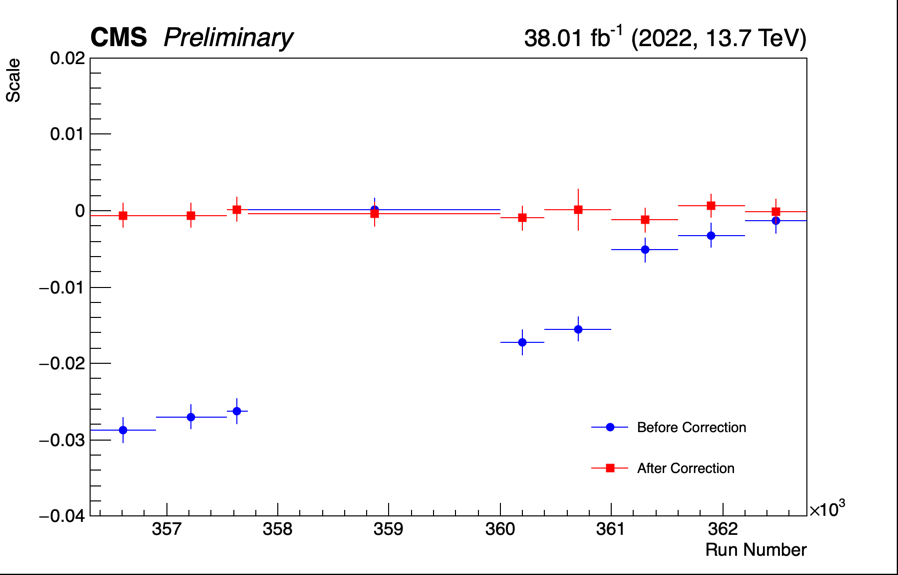 CMS Preliminary 38.01 fb⁻¹ (2022, 13.7 TeV)
Scale
0.02
0.01
0
−0.01
−0.02
−0.03
−0.04
Before Correction
After Correction
357 358 359 360 361 362 ×10³
Run Number